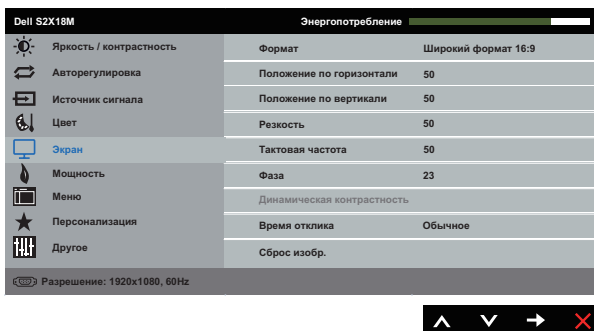 Dell S2X18M Энергопотребление
Яркость / контрастность
Авторегулировка
Источник сигнала
Цвет
Экран
Мощность
Меню
Персонализация
Другое
Формат Широкий формат 16:9
Положение по горизонтали 50
Положение по вертикали 50
Резкость 50
Тактовая частота 50
Фаза 23
Динамическая контрастность
Время отклика Обычное
Сброс изобр.
Разрешение: 1920x1080, 60Hz